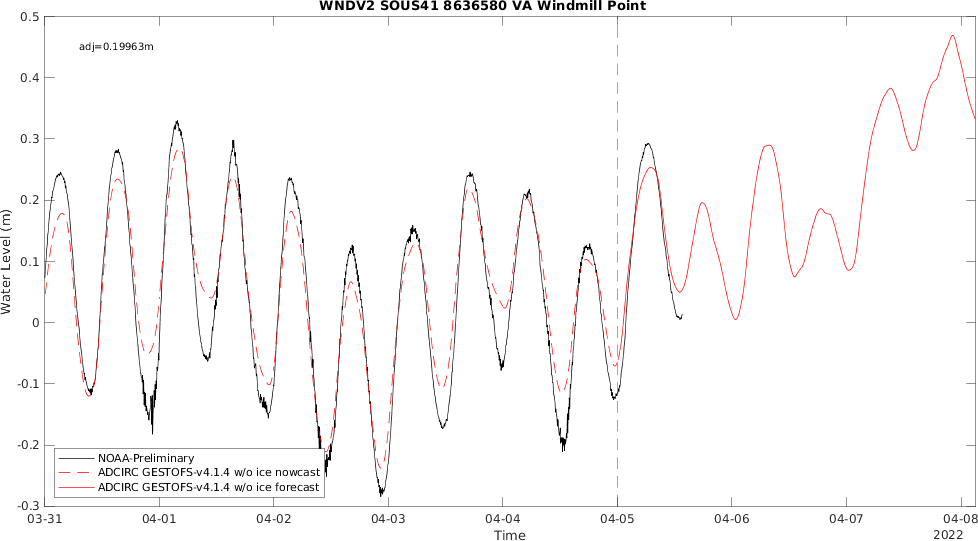 WNDV2 SOUS41 8636580 VA Windmill Point
adj=0.19963m
0.5
0.4
0.3
0.2
0.1
0
-0.1
-0.2
-0.3
Water Level (m)
NOAA-Preliminary
ADCIRC GESTOFS-v4.1.4 w/o ice nowcast
ADCIRC GESTOFS-v4.1.4 w/o ice forecast
03-31 04-01 04-02 04-03 04-04 04-05 04-06 04-07 04-08
Time
2022